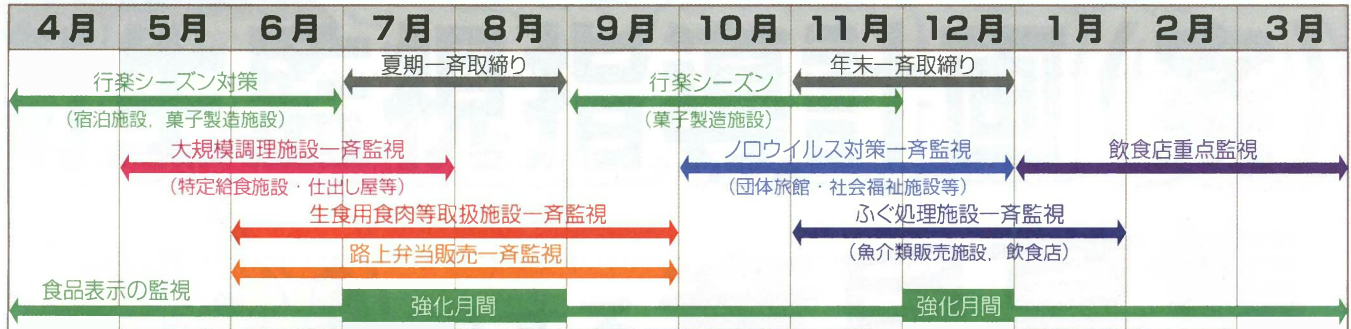 4月 5月 6月 7月 8月 9月 10月 11月 12月 1月 2月 3月
夏期一斉取締り 年末一斉取締り
行楽シーズン対策 行楽シーズン
（宿泊施設，菓子製造施設） （菓子製造施設）
大規模調理施設一斉監視 ノロウイルス対策一斉監視 飲食店重点監視
（特定給食施設・仕出し屋等） （団体旅館・社会福祉施設等）
生食用食肉等取扱施設一斉監視 ふぐ処理施設一斉監視
路上弁当販売一斉監視 （魚介類販売施設，飲食店）
食品表示の監視 強化月間 強化月間